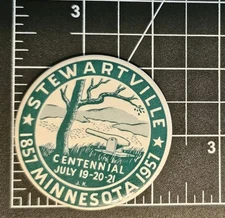 3
STEWARTVILLE
CENTENNIAL
JULY 19-20-21
J.K.
★ 1857 MINNESOTA 1957 ★
3